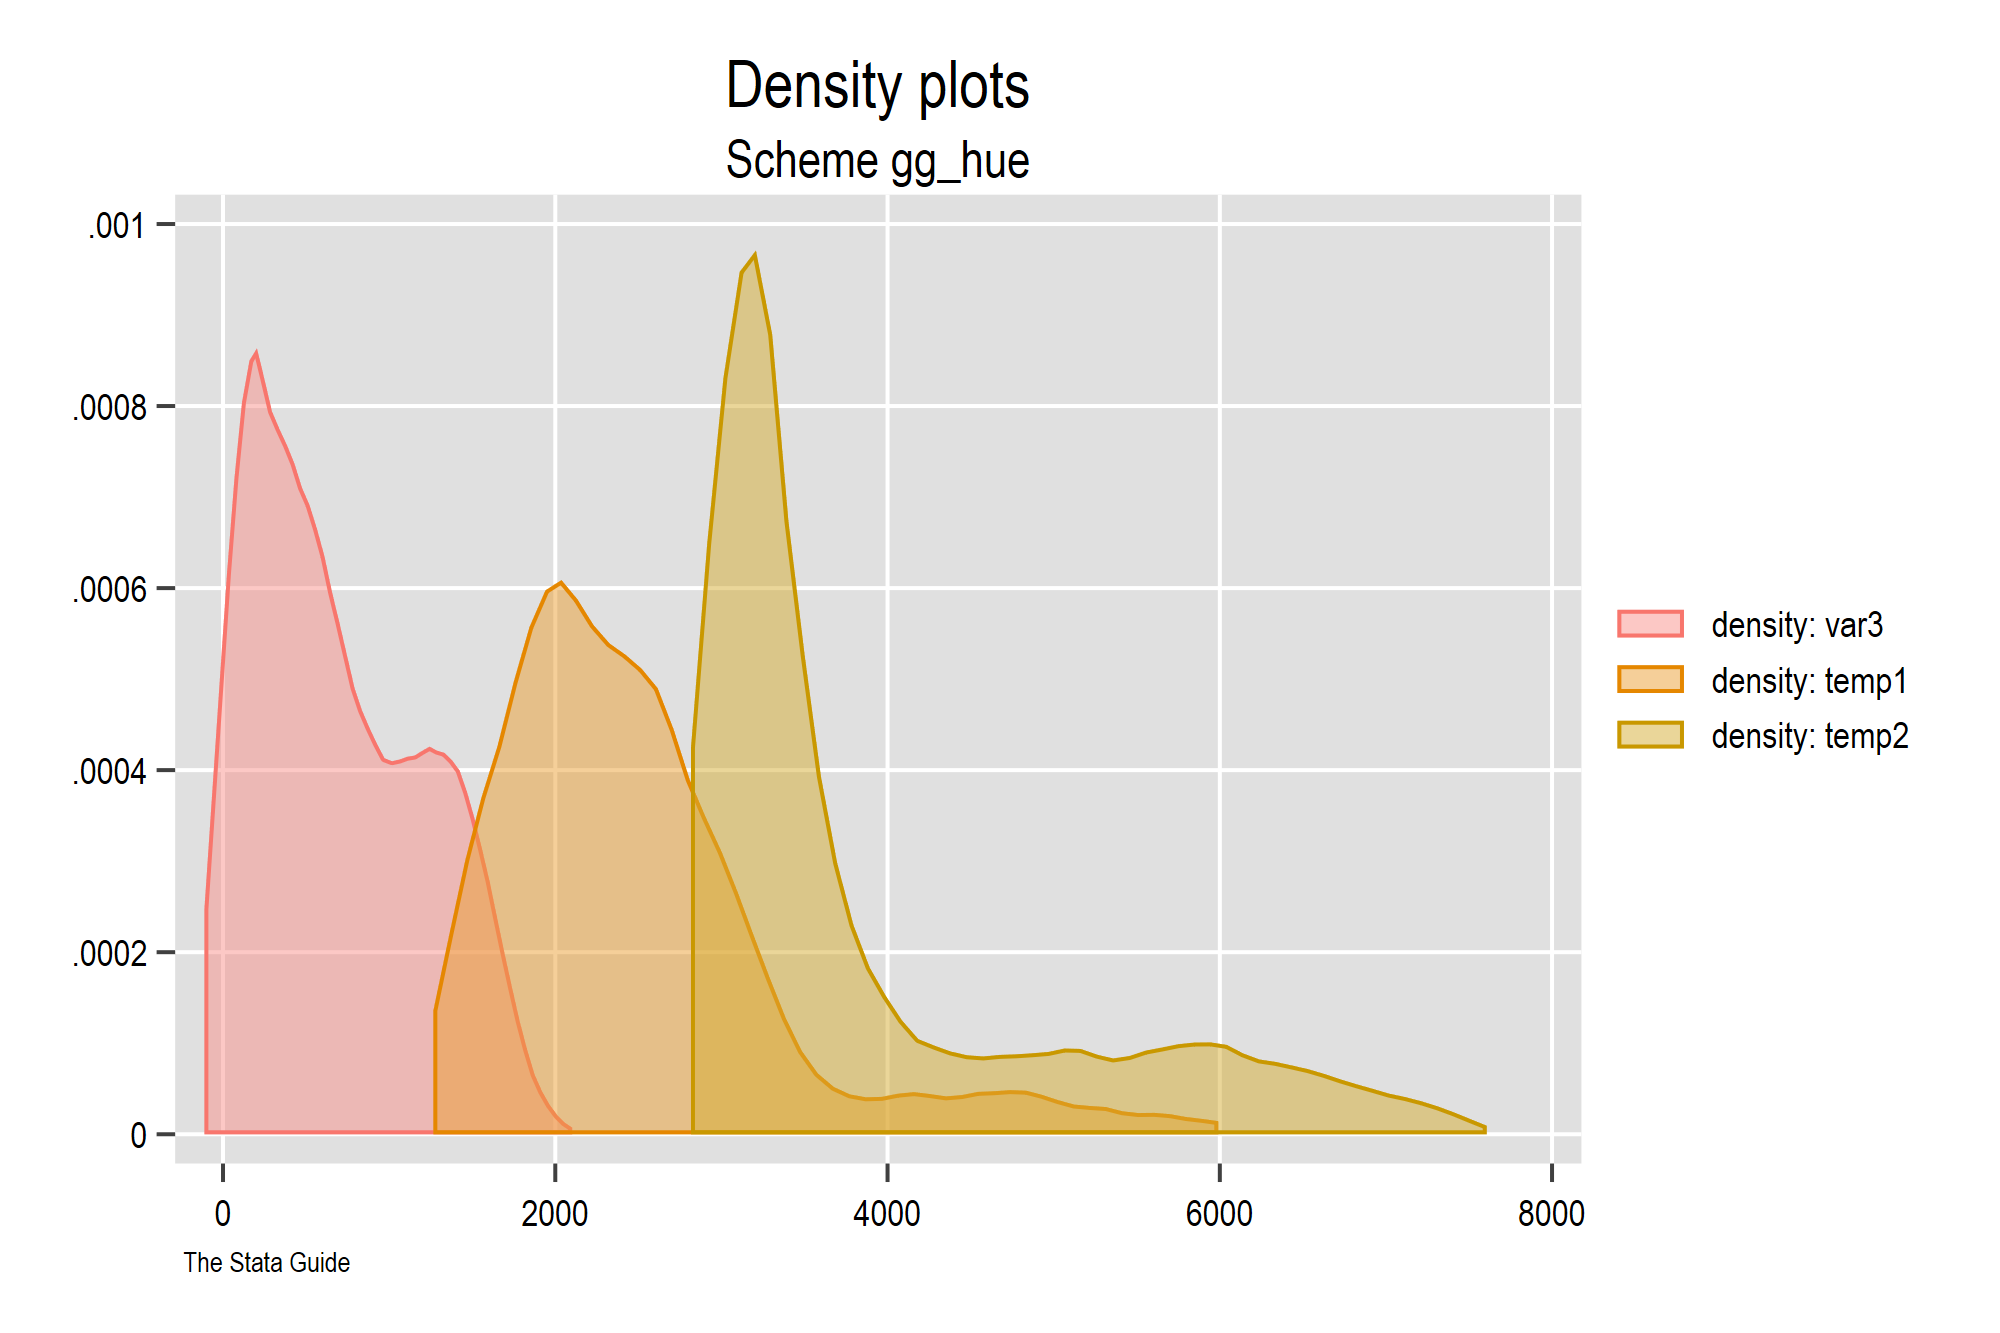 Density plots
Scheme gg_hue
.001
.0008
.0006
.0004
.0002
0
0 2000 4000 6000 8000
density: var3
density: temp1
density: temp2
The Stata Guide